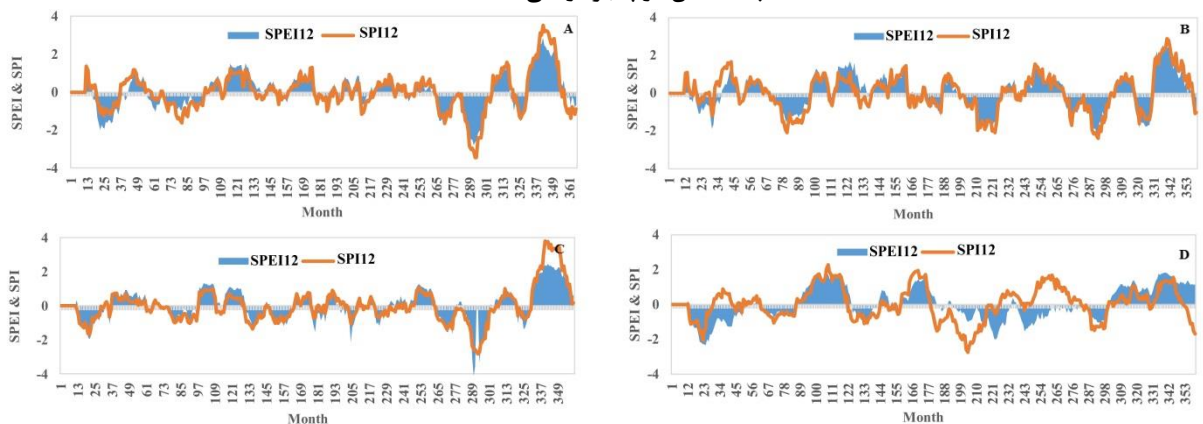 SPEI12 SPI12 A
SPEI & SPI
4
2
0
-2
-4
1 13 25 37 49 61 73 85 97 109 121 133 145 157 169 181 193 205 217 229 241 253 265 277 289 301 313 325 337 349 361
Month
SPEI12 SPI12 B
SPEI & SPI
4
2
0
-2
-4
1 12 23 34 45 56 67 78 89 100 111 122 133 144 155 166 177 188 199 210 221 232 243 254 265 276 287 298 309 320 331 342 353
Month
SPEI12 SPI12 C
SPEI & SPI
4
2
0
-2
-4
1 13 25 37 49 61 73 85 97 109 121 133 145 157 169 181 193 205 217 229 241 253 265 277 289 301 313 325 337 349
Month
SPEI12 SPI12 D
SPEI & SPI
4
2
0
-2
-4
1 12 23 34 45 56 67 78 89 100 111 122 133 144 155 166 177 188 199 210 221 232 243 254 265 276 287 298 309 320 331 342 353
Month